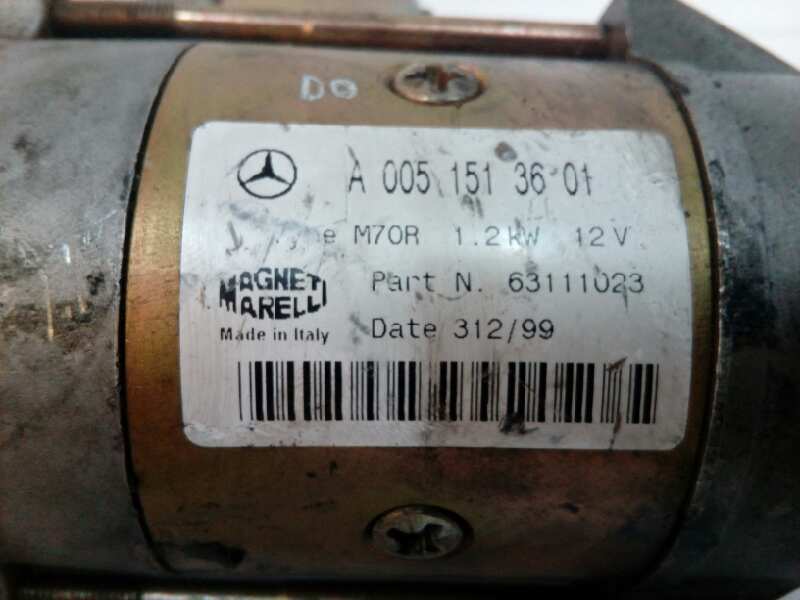 DO
A 005 151 36 01
M70R 1.2 kW 12 V
MAGNETI
MARELLI
Part N. 63111023
Made in Italy
Date 312/99